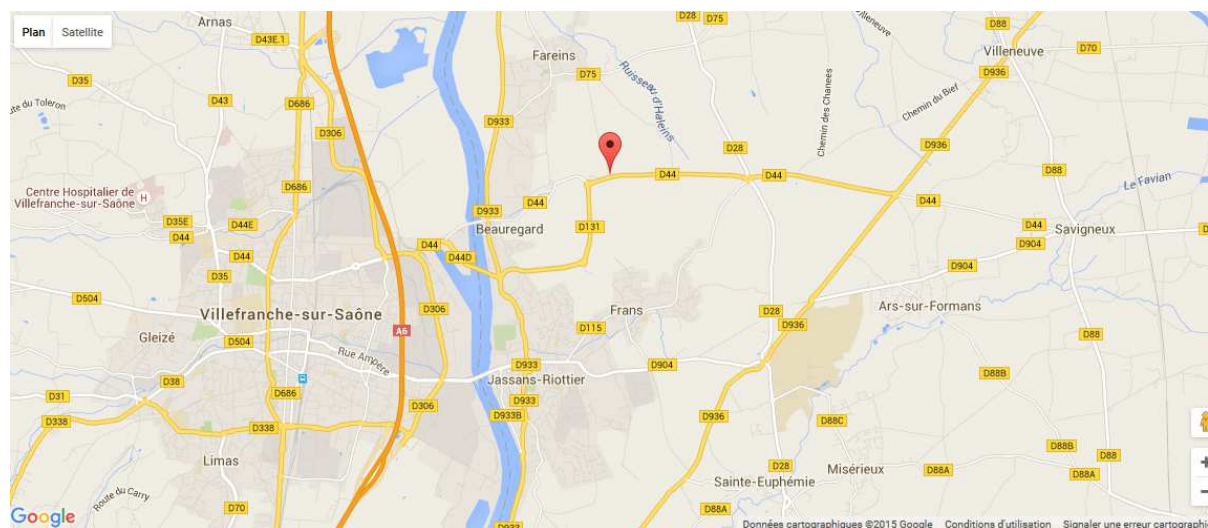 Plan
Satellite
Arnas
D43E.1
D28
D75
D88
Villeneuve
D70
D936
Fareins
D75
D35
D43
D686
D306
D933
Ruisseau d'Haleins
Chemin des Chanees
Chemin du Bief
D936
D28
D44
D44
D88
Le Favian
Centre Hospitalier de
Villefranche-sur-Saône
H
D686
D35E
D44E
D44
D44
D933
D44
D44
D44
Beauregard
D131
D44
D44D
Savigneux
D904
D904
D35
D504
Villefranche-sur-Saône
D306
A6
Gleizé
D504
Rue Ampère
Frans
D115
D28
D936
Ars-sur-Formans
D88
D933
D904
Jassans-Riottier
D38
D31
D686
D306
D933
D933B
D338
D338
D936
D88B
D88C
D88B
D88
Limas
Route du Carry
D70
D28
Sainte-Euphémie
Misérieux
D88A
D88A
D88A
D933
Google
Données cartographiques ©2015 Google
Conditions d'utilisation